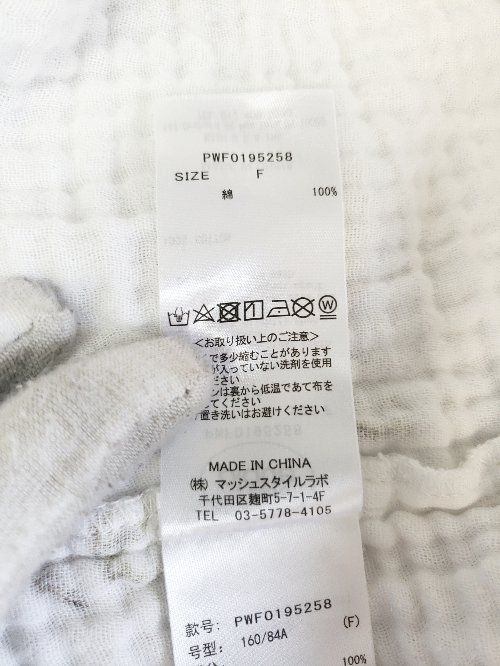 PWF0195258
SIZE F
綿 100%
W
<お取り扱い上のご注意>
で多少縮むことがあります
が入っていない洗剤を使用
ださい
ンは裏から低温であて布を
てください
置き洗いはお避けください
MADE IN CHINA
(株) マッシュスタイルラボ
千代田区麹町5-7-1-4F
TEL 03-5778-4105
款号: PWF0195258 (F)
号型: 160/84A
100%